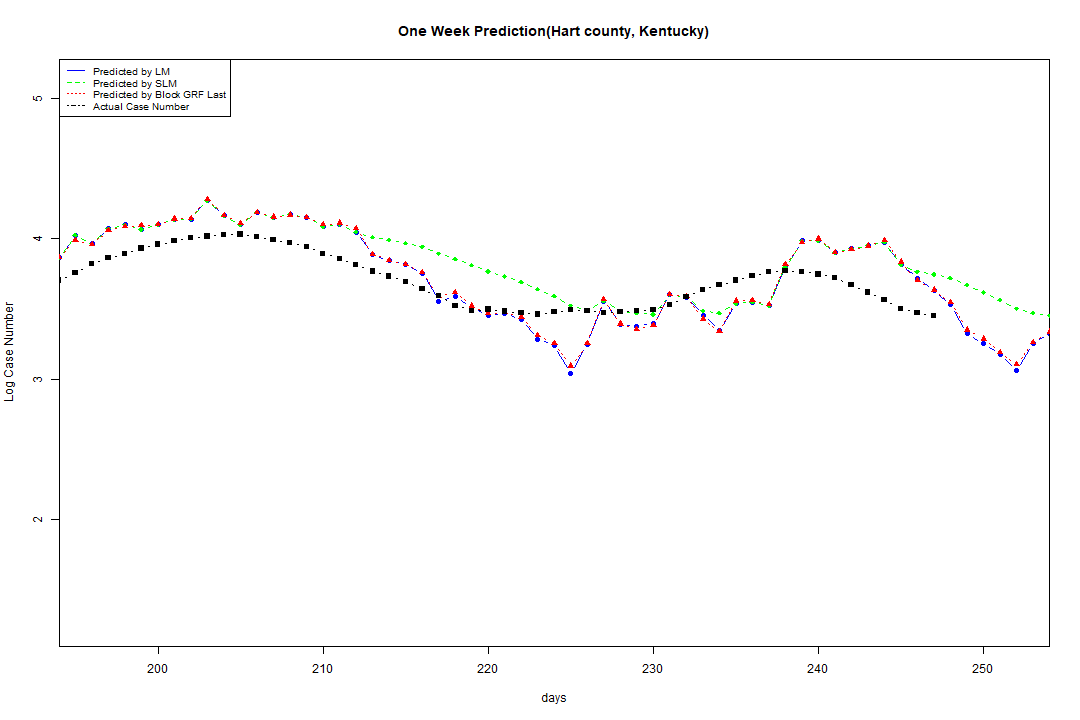 One Week Prediction(Hart county, Kentucky)
Predicted by LM
Predicted by SLM
Predicted by Block GRF Last
Actual Case Number
5
4
3
2
Log Case Number
200 210 220 230 240 250
days